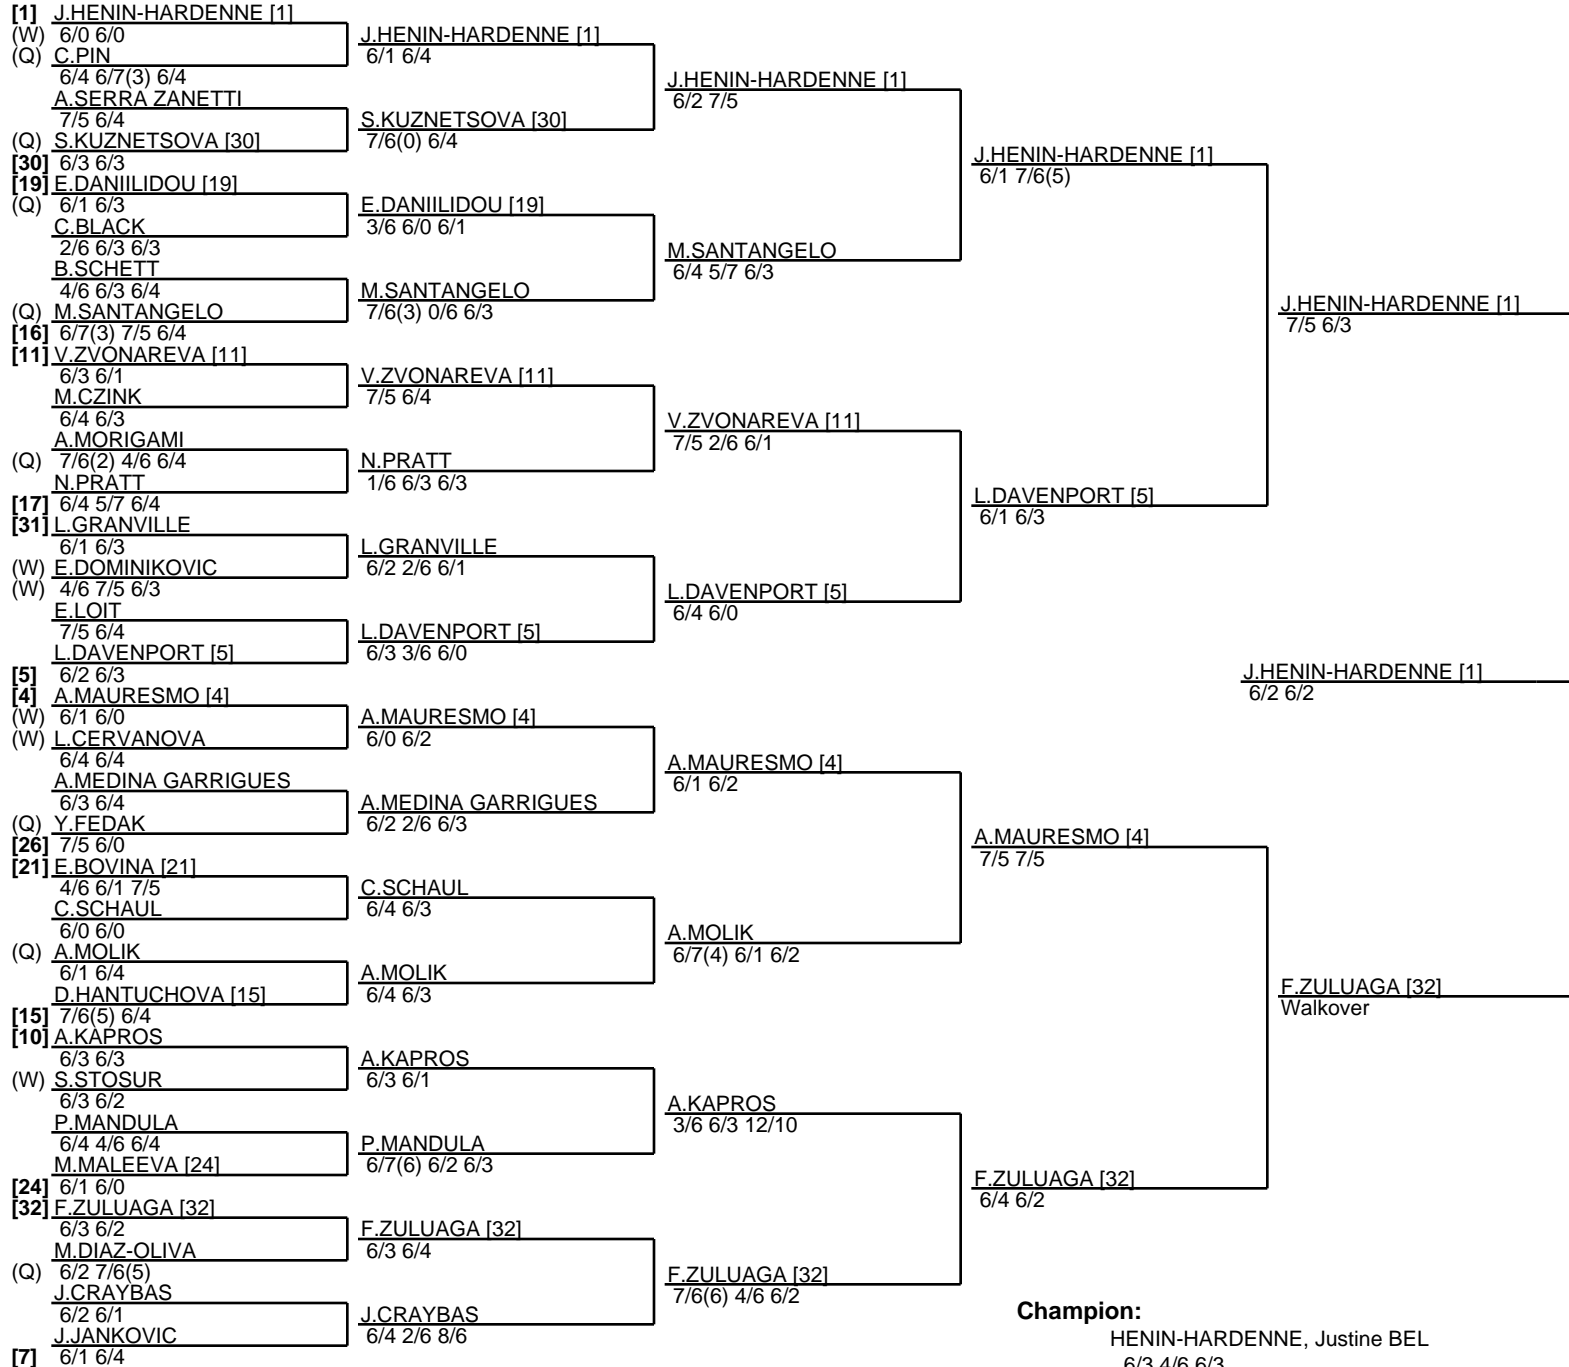 [1] J.HENIN-HARDENNE [1]
(W) 6/0 6/0
(Q) C.PIN
6/4 6/7(3) 6/4
A.SERRA ZANETTI
7/5 6/4
(Q) S.KUZNETSOVA [30]
[30] 6/3 6/3
[19] E.DANIILIDOU [19]
(Q) 6/1 6/3
C.BLACK
2/6 6/3 6/3
B.SCHETT
4/6 6/3 6/4
(Q) M.SANTANGELO
[16] 6/7(3) 7/5 6/4
[11] V.ZVONAREVA [11]
6/3 6/1
M.CZINK
6/4 6/3
A.MORIGAMI
(Q) 7/6(2) 4/6 6/4
N.PRATT
[17] 6/4 5/7 6/4
[31] L.GRANVILLE
6/1 6/3
(W) E.DOMINIKOVIC
(W) 4/6 7/5 6/3
E.LOIT
7/5 6/4
L.DAVENPORT [5]
[5] 6/2 6/3
[4] A.MAURESMO [4]
(W) 6/1 6/0
(W) L.CERVANOVA
6/4 6/4
A.MEDINA GARRIGUES
6/3 6/4
(Q) Y.FEDAK
[26] 7/5 6/0
[21] E.BOVINA [21]
4/6 6/1 7/5
C.SCHAUL
6/0 6/0
(Q) A.MOLIK
6/1 6/4
D.HANTUCHOVA [15]
[15] 7/6(5) 6/4
[10] A.KAPROS
6/3 6/3
(W) S.STOSUR
6/3 6/2
P.MANDULA
6/4 4/6 6/4
M.MALEEVA [24]
[24] 6/1 6/0
[32] F.ZULUAGA [32]
6/3 6/2
M.DIAZ-OLIVA
(Q) 6/2 7/6(5)
J.CRAYBAS
6/2 6/1
J.JANKOVIC
[7] 6/1 6/4
J.HENIN-HARDENNE [1]
6/1 6/4
S.KUZNETSOVA [30]
7/6(0) 6/4
E.DANIILIDOU [19]
3/6 6/0 6/1
M.SANTANGELO
7/6(3) 0/6 6/3
V.ZVONAREVA [11]
7/5 6/4
N.PRATT
1/6 6/3 6/3
L.GRANVILLE
6/2 2/6 6/1
L.DAVENPORT [5]
6/3 3/6 6/0
A.MAURESMO [4]
6/0 6/2
A.MEDINA GARRIGUES
6/2 2/6 6/3
C.SCHAUL
6/4 6/3
A.MOLIK
6/4 6/3
A.KAPROS
6/3 6/1
P.MANDULA
6/7(6) 6/2 6/3
F.ZULUAGA [32]
6/3 6/4
J.CRAYBAS
6/4 2/6 8/6
J.HENIN-HARDENNE [1]
6/2 7/5
M.SANTANGELO
6/4 5/7 6/3
V.ZVONAREVA [11]
7/5 2/6 6/1
L.DAVENPORT [5]
6/4 6/0
A.MAURESMO [4]
6/1 6/2
A.MOLIK
6/7(4) 6/1 6/2
A.KAPROS
3/6 6/3 12/10
F.ZULUAGA [32]
7/6(6) 4/6 6/2
J.HENIN-HARDENNE [1]
6/1 7/6(5)
L.DAVENPORT [5]
6/1 6/3
A.MAURESMO [4]
7/5 7/5
F.ZULUAGA [32]
6/4 6/2
J.HENIN-HARDENNE [1]
7/5 6/3
F.ZULUAGA [32]
Walkover
J.HENIN-HARDENNE [1]
6/2 6/2
Champion:
HENIN-HARDENNE, Justine BEL
6/3 4/6 6/3